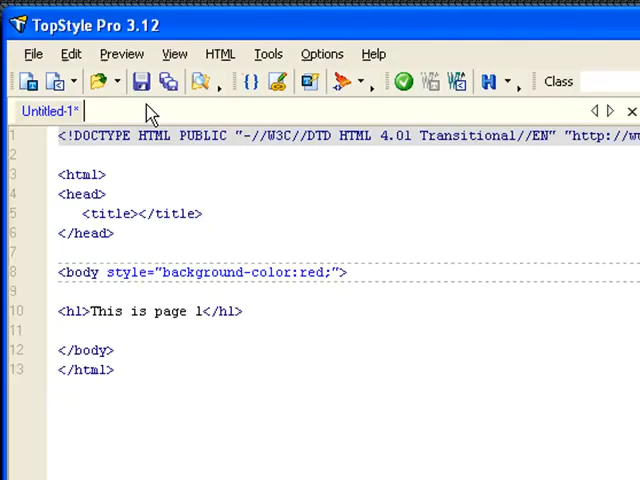 TopStyle Pro 3.12
File Edit Preview View HTML Tools Options Help
{} Class
Untitled-1*
1 <!DOCTYPE HTML PUBLIC "-//W3C//DTD HTML 4.01 Transitional//EN" "http://w
2
3 <html>
4 <head>
5 <title></title>
6 </head>
7
8 <body style="background-color:red;">
9
10 <h1>This is page 1</h1>
11
12 </body>
13 </html>